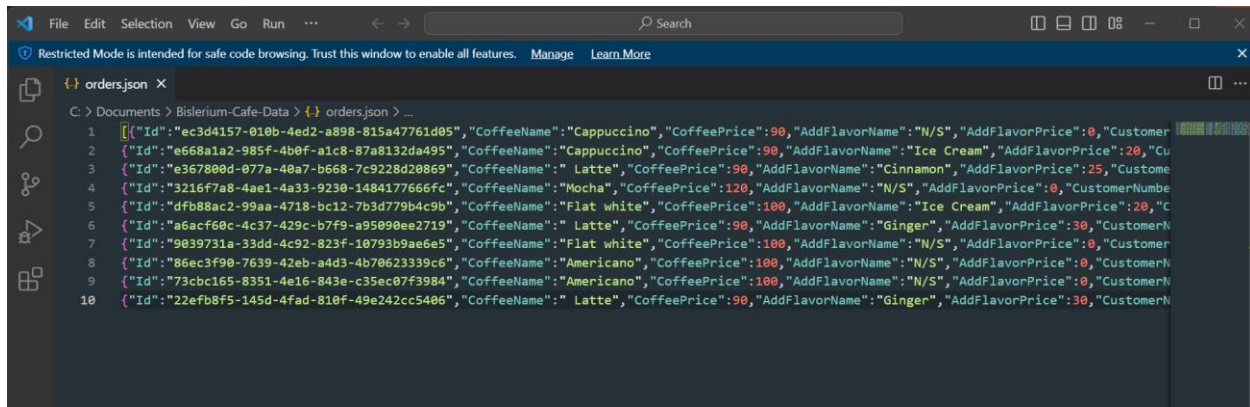 File Edit Selection View Go Run ··· Search
Restricted Mode is intended for safe code browsing. Trust this window to enable all features. Manage Learn More
{..} orders.json
C: > Documents > Bislerium-Cafe-Data > {..} orders.json > ...
1 [{"Id":"ec3d4157-010b-4ed2-a898-815a47761d05","CoffeeName":"Cappuccino","CoffeePrice":90,"AddFlavorName":"N/S","AddFlavorPrice":0,"Customer
2 {"Id":"e668a1a2-985f-4b0f-a1c8-87a8132da495","CoffeeName":"Cappuccino","CoffeePrice":90,"AddFlavorName":"Ice Cream","AddFlavorPrice":20,"Cu
3 {"Id":"e367800d-077a-40a7-b668-7c9228d20869","CoffeeName":" Latte","CoffeePrice":90,"AddFlavorName":"Cinnamon","AddFlavorPrice":25,"Custome
4 {"Id":"3216f7a8-4ae1-4a33-9230-1484177666fc","CoffeeName":"Mocha","CoffeePrice":120,"AddFlavorName":"N/S","AddFlavorPrice":0,"CustomerNumbe
5 {"Id":"dfb88ac2-99aa-4718-bc12-7b3d779b4c9b","CoffeeName":"Flat white","CoffeePrice":100,"AddFlavorName":"Ice Cream","AddFlavorPrice":20,"C
6 {"Id":"a6acf60c-4c37-429c-b7f9-a95090ee2719","CoffeeName":" Latte","CoffeePrice":90,"AddFlavorName":"Ginger","AddFlavorPrice":30,"CustomerN
7 {"Id":"9039731a-33dd-4c92-823f-10793b9ae6e5","CoffeeName":"Flat white","CoffeePrice":100,"AddFlavorName":"N/S","AddFlavorPrice":0,"Customer
8 {"Id":"86ec3f90-7639-42eb-a4d3-4b70623339c6","CoffeeName":"Americano","CoffeePrice":100,"AddFlavorName":"N/S","AddFlavorPrice":0,"CustomerN
9 {"Id":"73cbc165-8351-4e16-843e-c35ec07f3984","CoffeeName":"Americano","CoffeePrice":100,"AddFlavorName":"N/S","AddFlavorPrice":0,"CustomerN
10 {"Id":"22efb8f5-145d-4fad-810f-49e242cc5406","CoffeeName":" Latte","CoffeePrice":90,"AddFlavorName":"Ginger","AddFlavorPrice":30,"CustomerN